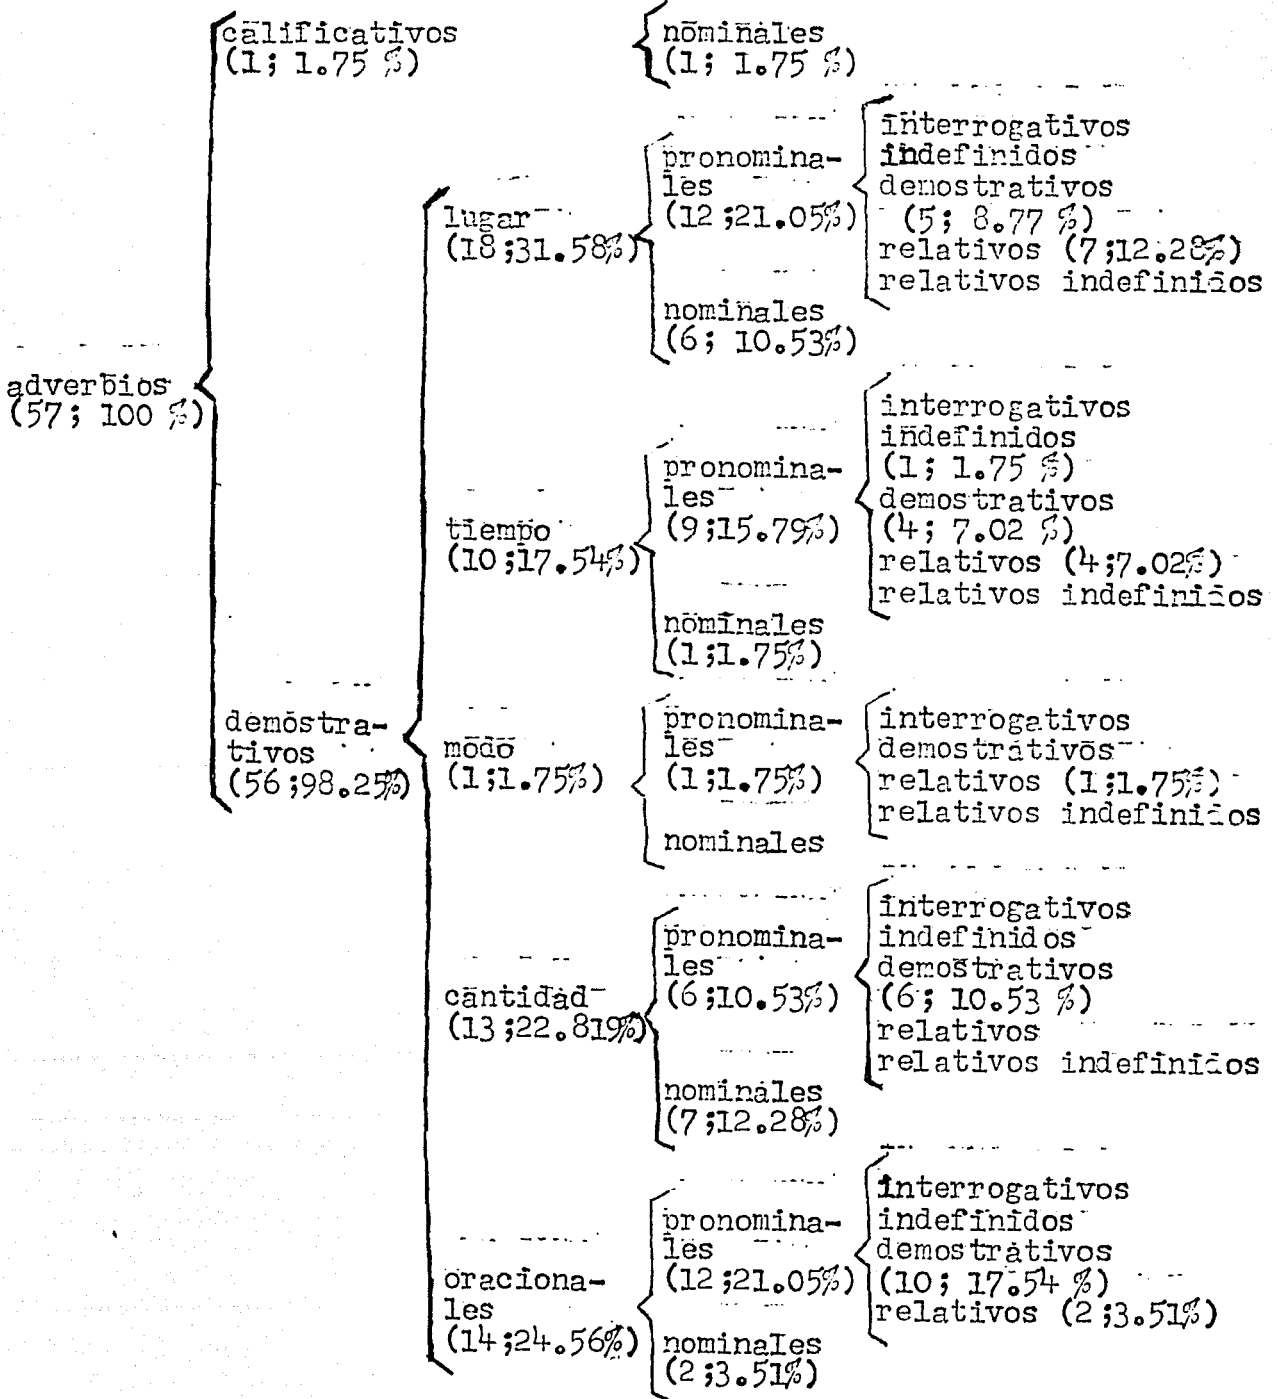 calificativos
(1; 1.75 %)
nominales
(1; 1.75 %)
adverbios
(57; 100 %)
demostra-
tivos
(56;98.25%)
lugar
(18;31.58%)
pronomina-
les
(12;21.05%)
interrogativos
indefinidos
demostrativos
(5; 8.77 %)
relativos (7;12.28%)
relativos indefinidos
nominales
(6; 10.53%)
tiempo
(10;17.54%)
pronomina-
les
(9;15.79%)
interrogativos
indefinidos
(1; 1.75 %)
demostrativos
(4; 7.02 %)
relativos (4;7.02%)
relativos indefinidos
nominales
(1;1.75%)
modo
(1;1.75%)
pronomina-
les
(1;1.75%)
interrogativos
demostrativos
relativos (1;1.75%)
relativos indefinidos
nominales
cantidad
(13;22.819%)
pronomina-
les
(6;10.53%)
interrogativos
indefinidos
demostrativos
(6; 10.53 %)
relativos
relativos indefinidos
nominales
(7;12.28%)
oraciona-
les
(14;24.56%)
pronomina-
les
(12;21.05%)
interrogativos
indefinidos
demostrativos
(10; 17.54 %)
relativos (2;3.51%)
nominales
(2;3.51%)